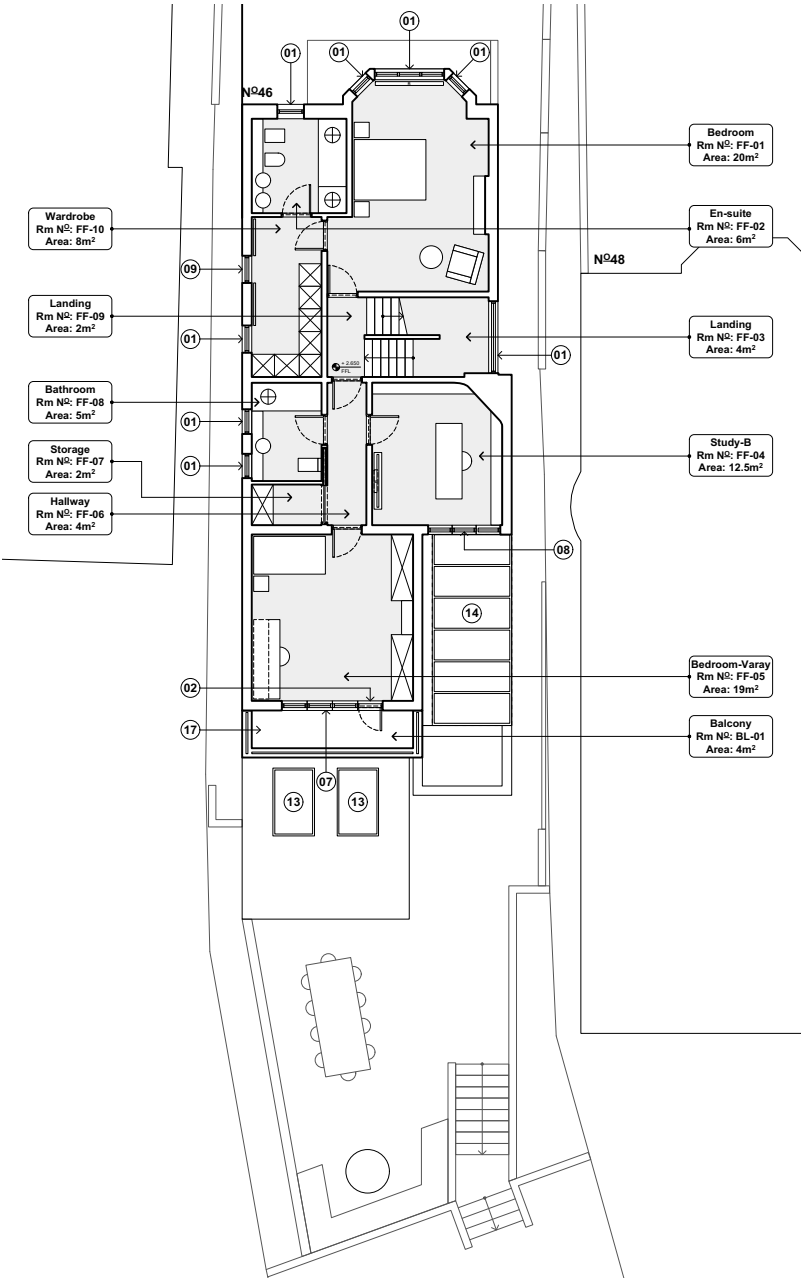 01
01
01
01
Nº46
Bedroom
Rm Nº: FF-01
Area: 20m²
Wardrobe
Rm Nº: FF-10
Area: 8m²
En-suite
Rm Nº: FF-02
Area: 6m²
Nº48
09
Landing
Rm Nº: FF-09
Area: 2m²
Landing
Rm Nº: FF-03
Area: 4m²
01
01
+ 2.650
FFL
Bathroom
Rm Nº: FF-08
Area: 5m²
01
Storage
Rm Nº: FF-07
Area: 2m²
01
Study-B
Rm Nº: FF-04
Area: 12.5m²
Hallway
Rm Nº: FF-06
Area: 4m²
08
14
Bedroom-Varay
Rm Nº: FF-05
Area: 19m²
02
17
Balcony
Rm Nº: BL-01
Area: 4m²
07
13
13